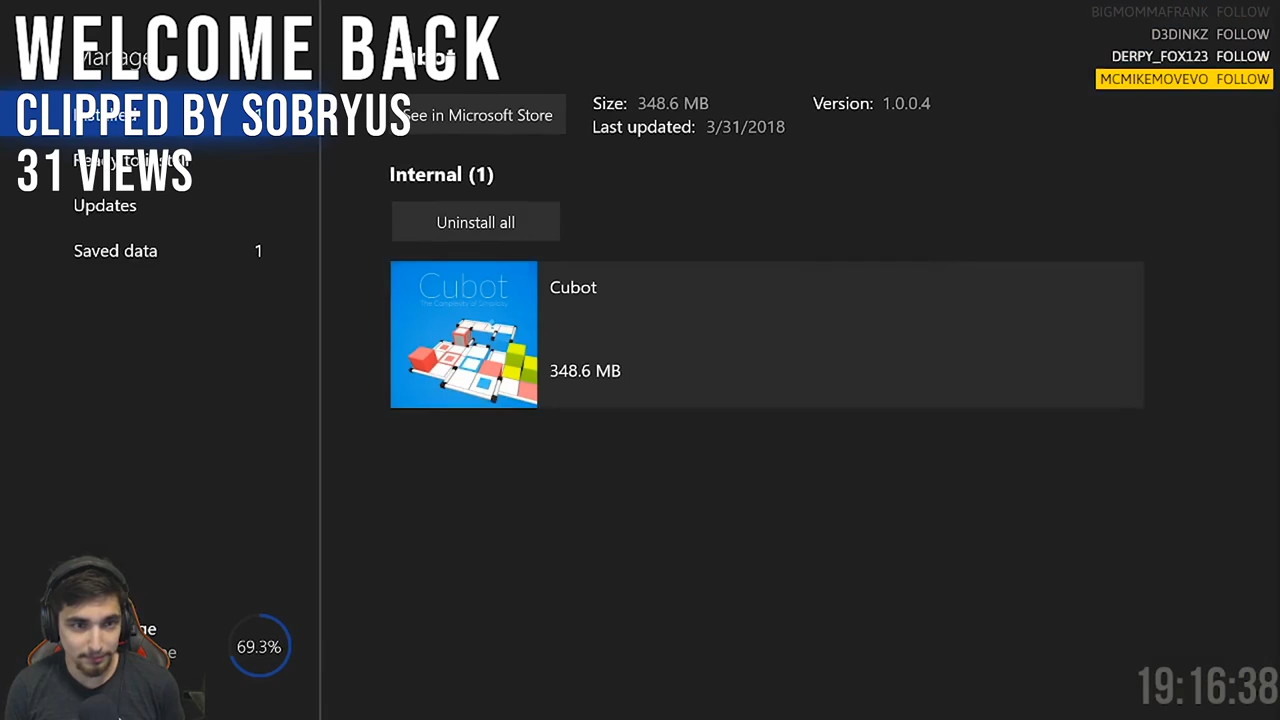 WELCOME BACK
CLIPPED BY SOBRYUS
31 VIEWS
Manage
Updates
Saved data 1
69.3%
See in Microsoft Store
Size: 348.6 MB
Last updated: 3/31/2018
Version: 1.0.0.4
Internal (1)
Uninstall all
Cubot
Cubot
348.6 MB
BIGMOMMAFRANK FOLLOW
D3DINKZ FOLLOW
DERPY_FOX123 FOLLOW
MCMIKEMOVEVO FOLLOW
19:16:38